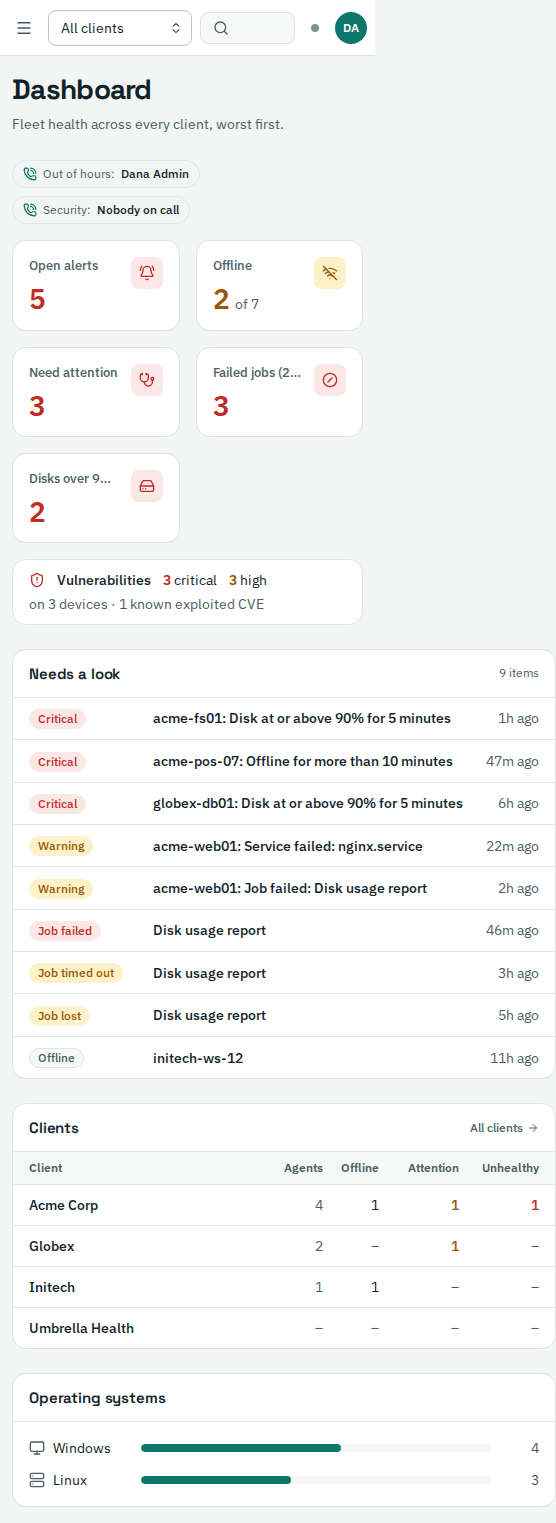 All clients
DA
Dashboard
Fleet health across every client, worst first.
Out of hours: Dana Admin
Security: Nobody on call
Open alerts
5
Offline
2 of 7
Need attention
3
Failed jobs (2...
3
Disks over 9...
2
Vulnerabilities 3 critical 3 high
on 3 devices · 1 known exploited CVE
Needs a look 9 items
Critical acme-fs01: Disk at or above 90% for 5 minutes 1h ago
Critical acme-pos-07: Offline for more than 10 minutes 47m ago
Critical globex-db01: Disk at or above 90% for 5 minutes 6h ago
Warning acme-web01: Service failed: nginx.service 22m ago
Warning acme-web01: Job failed: Disk usage report 2h ago
Job failed Disk usage report 46m ago
Job timed out Disk usage report 3h ago
Job lost Disk usage report 5h ago
Offline initech-ws-12 11h ago
Clients All clients →
Client Agents Offline Attention Unhealthy
Acme Corp 4 1 1 1
Globex 2 – 1 –
Initech 1 1 – –
Umbrella Health – – – –
Operating systems
Windows 4
Linux 3